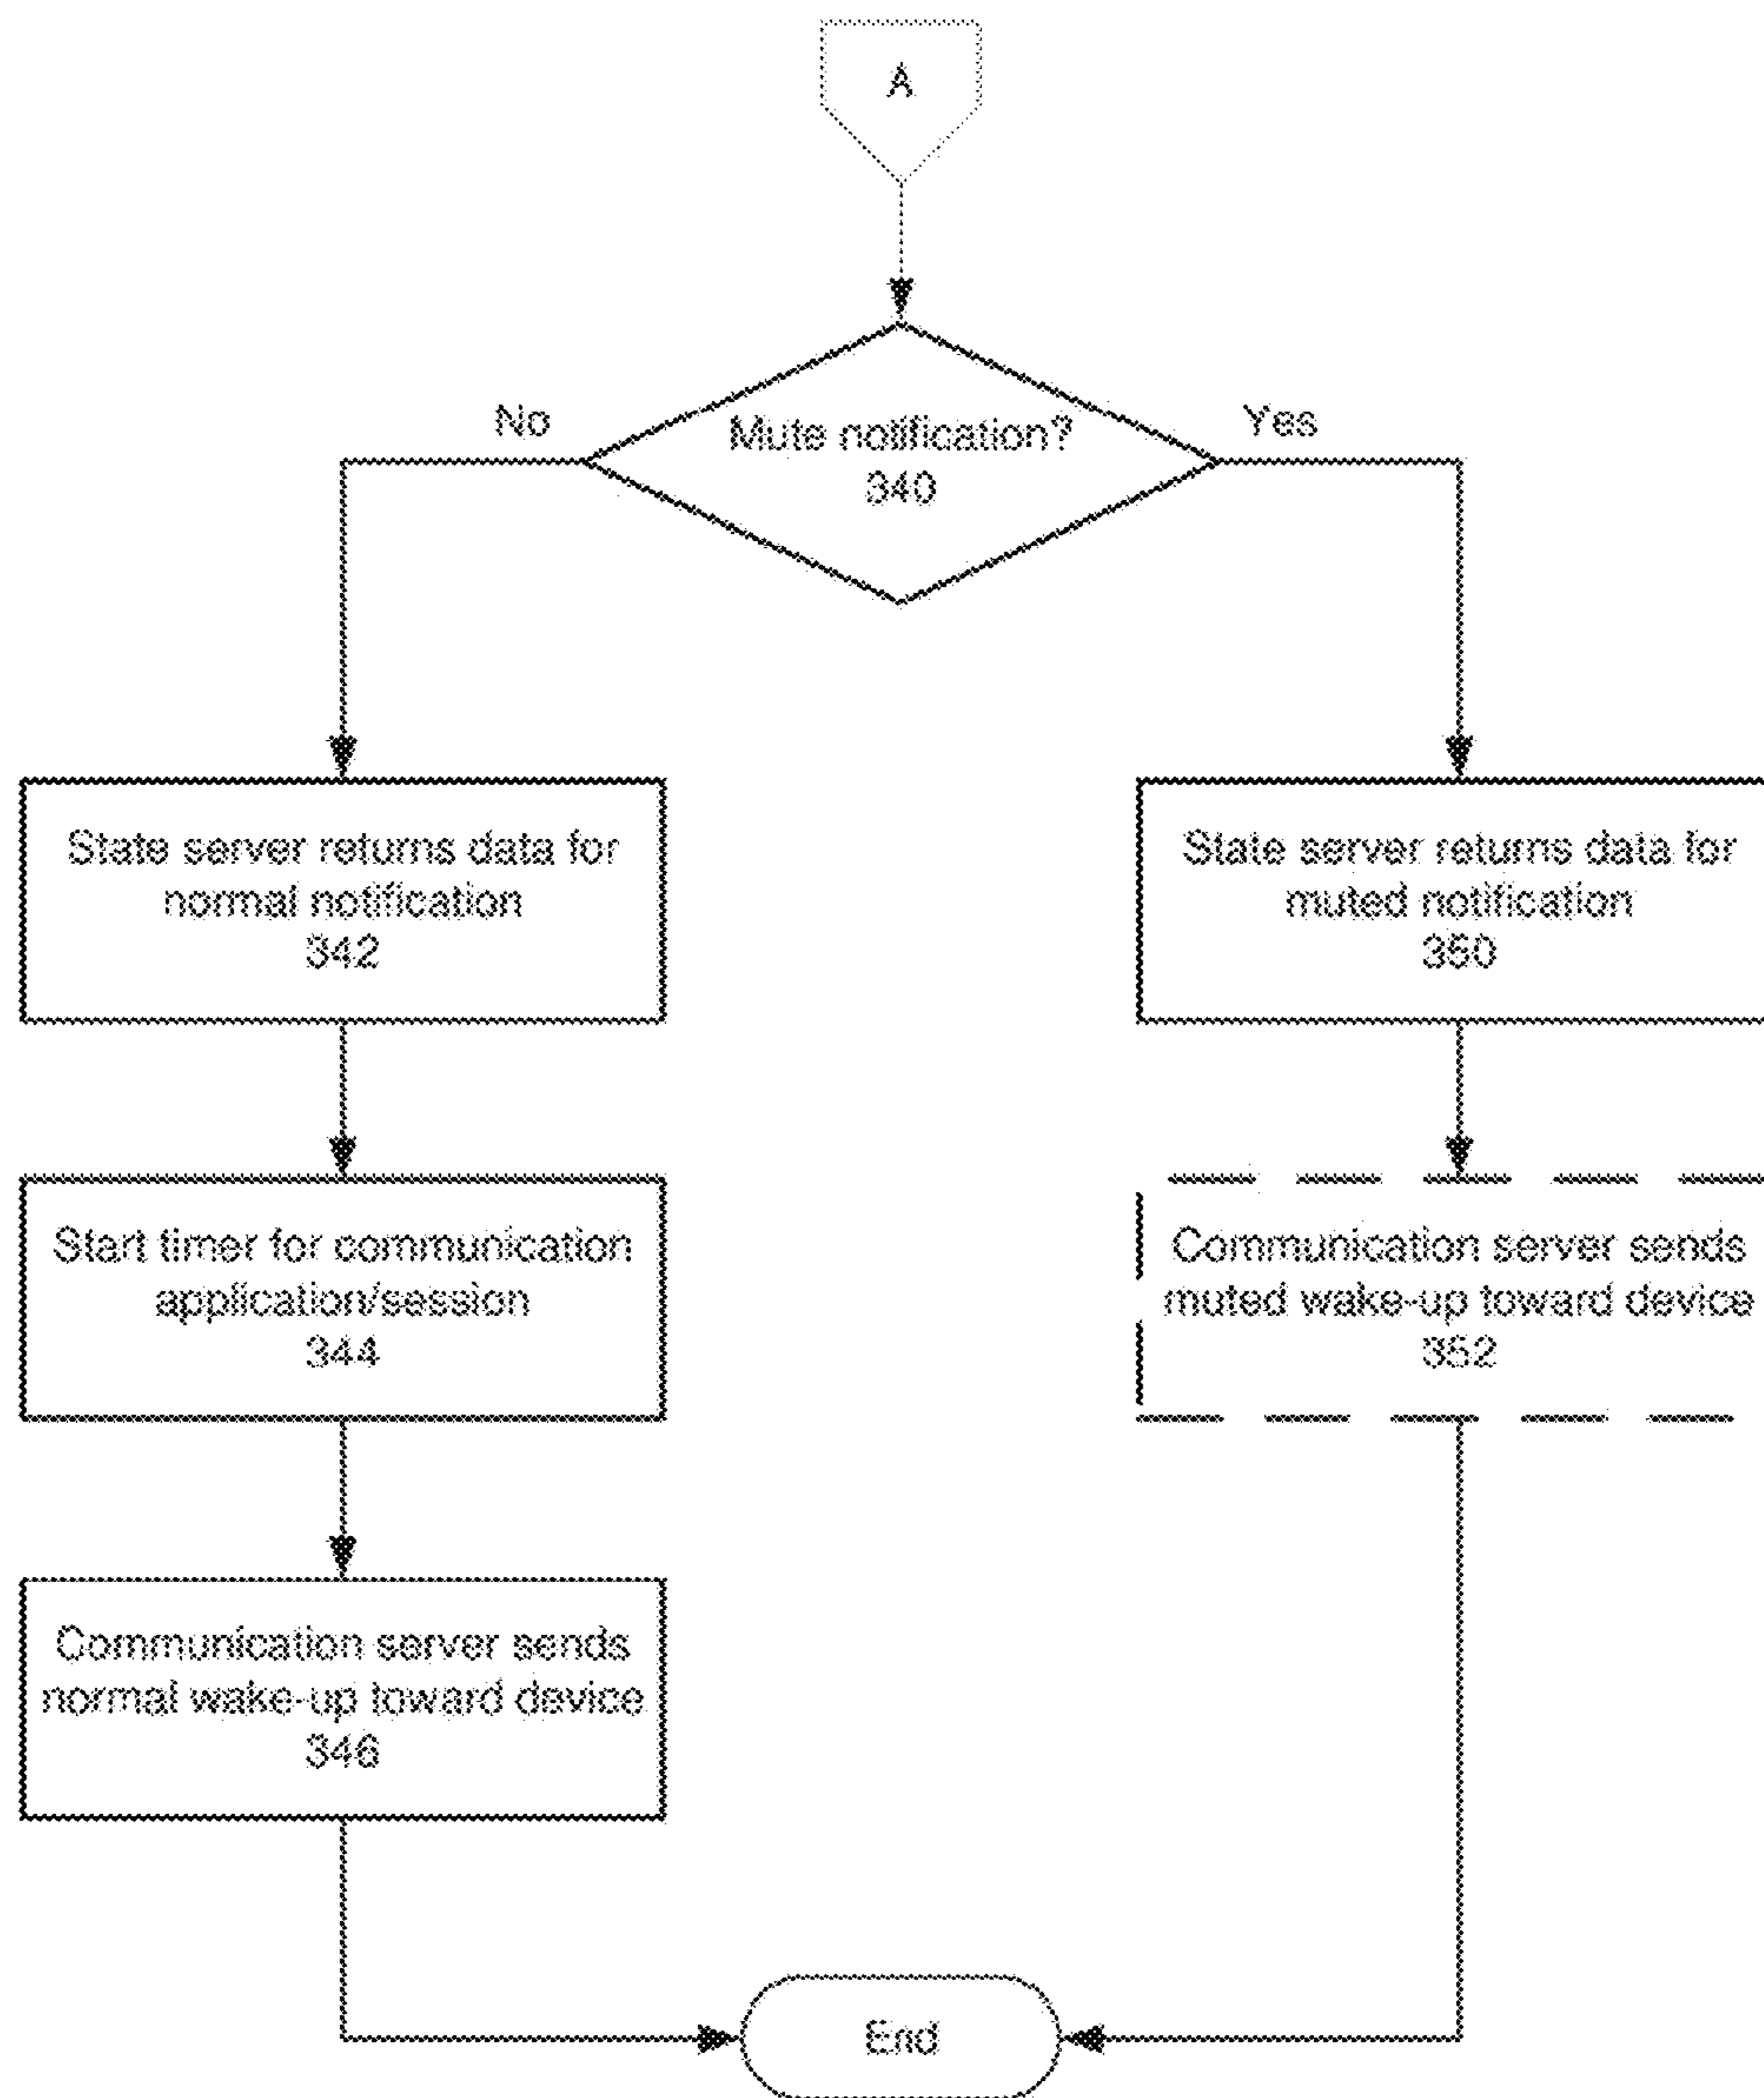 A
Mute notification?
340
No
Yes
State server returns data for
normal notification
342
State server returns data for
muted notification
350
Start timer for communication
application/session
344
Communication server sends
muted wake-up toward device
352
Communication server sends
normal wake-up toward device
346
End